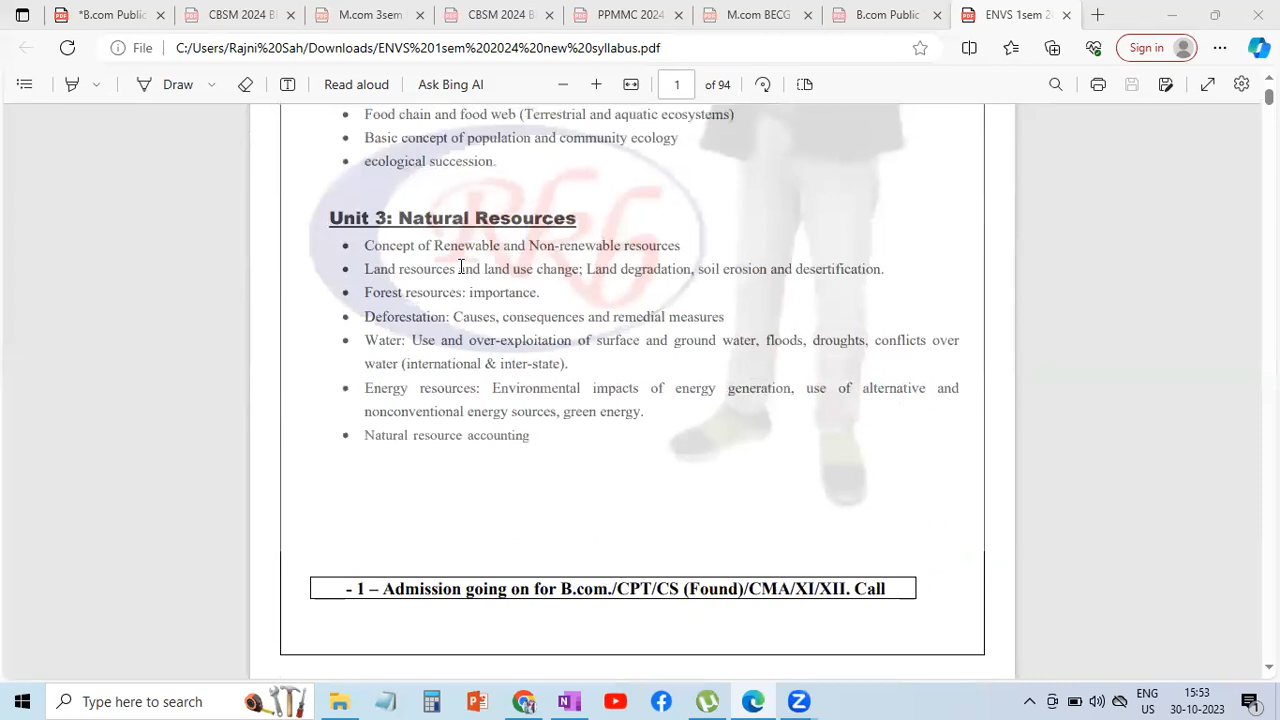 *B.com Public
CBSM 2024 B
M.com 3sem
CBSM 2024 B
PPMMC 2024
M.com BECG
B.com Public
ENVS 1sem 2
File
C:/Users/Rajni%20Sah/Downloads/ENVS%201sem%202024%20new%20syllabus.pdf
Sign in
Draw
Read aloud
Ask Bing AI
1
of 94
• Food chain and food web (Terrestrial and aquatic ecosystems)
• Basic concept of population and community ecology
• ecological succession.
RKG
Unit 3: Natural Resources
• Concept of Renewable and Non-renewable resources
• Land resources and land use change; Land degradation, soil erosion and desertification.
• Forest resources: importance.
• Deforestation: Causes, consequences and remedial measures
• Water: Use and over-exploitation of surface and ground water, floods, droughts, conflicts over
water (international & inter-state).
• Energy resources: Environmental impacts of energy generation, use of alternative and
nonconventional energy sources, green energy.
• Natural resource accounting
- 1 – Admission going on for B.com./CPT/CS (Found)/CMA/XI/XII. Call
Type here to search
ENG
US
15:53
30-10-2023